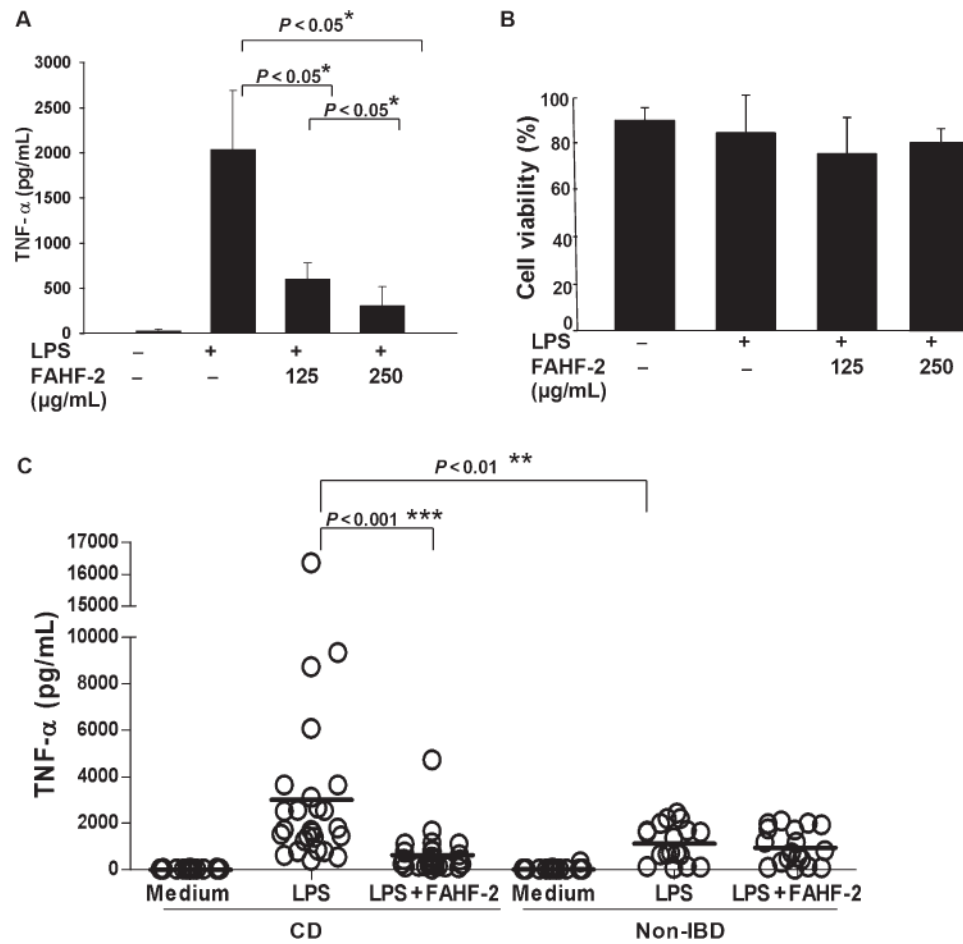 A
P < 0.05*
P < 0.05*
P < 0.05*
3000
2500
2000
1500
1000
500
0
TNF- α (pg/mL)
LPS – + + +
FAHF-2 – – 125 250
(µg/mL)
B
100
80
60
40
20
0
Cell viability (%)
LPS – + + +
FAHF-2 – – 125 250
(µg/mL)
C
P < 0.01 **
P < 0.001 ***
17000
16000
15000
10000
8000
6000
4000
2000
0
TNF-α (pg/mL)
Medium LPS LPS+FAHF-2 Medium LPS LPS+FAHF-2
CD Non-IBD